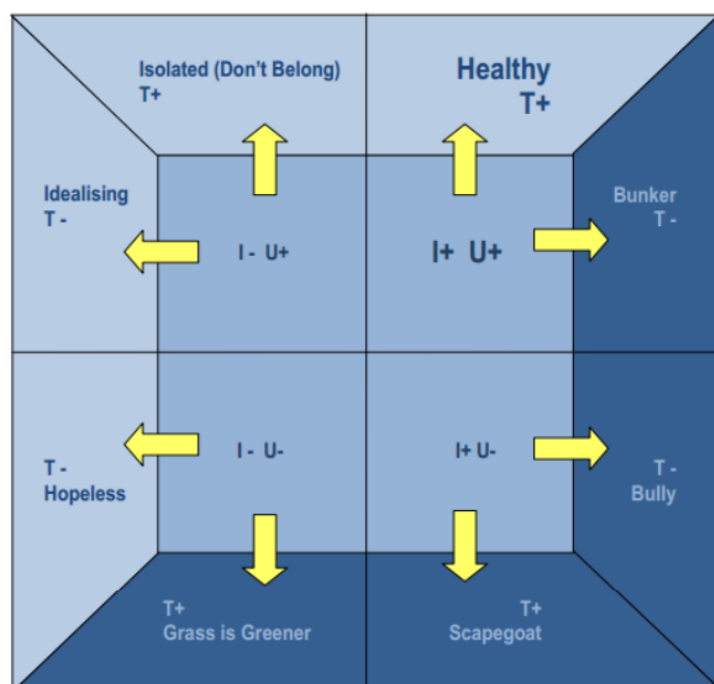 Isolated (Don't Belong)
T+
Healthy
T+
Idealising
T -
Bunker
T -
I - U+
I+ U+
I - U-
I+ U-
T -
Hopeless
T -
Bully
T+
Grass is Greener
T+
Scapegoat